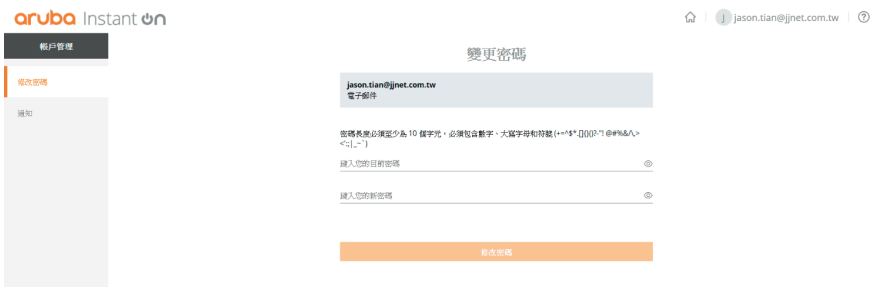 aruba Instant on
jason.tian@jjnet.com.tw
帳戶管理
修改密碼
通知
變更密碼
jason.tian@jjnet.com.tw
電子郵件
密碼長度必須至少為 10 個字元，必須包含數字、大寫字母和符號 (+=^$*.[]{}()?-"! @#%&/\,>
<':;|_~`)
鍵入您的目前密碼
鍵入您的新密碼
修改密碼